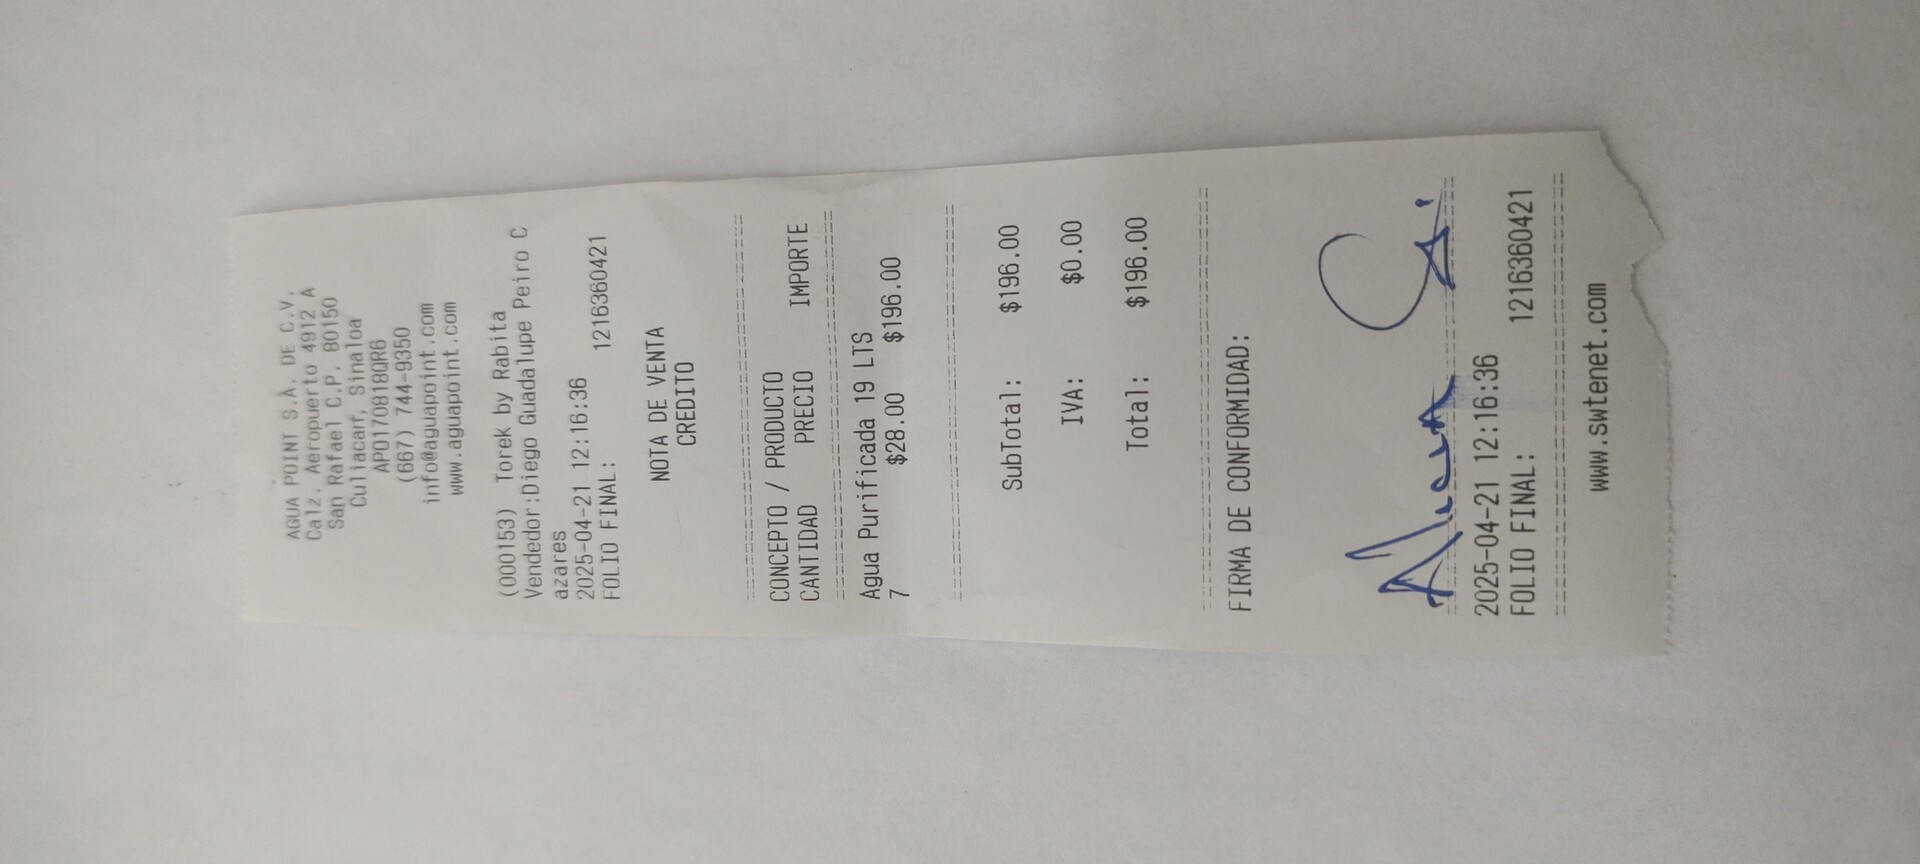 AGUA POINT S.A. DE C.V.
Calz. Aeropuerto 4912 A
San Rafael C.P. 80150
Culiacarf, Sinaloa
APO170818QR6
(667) 744-9350
info@aguapoint.com
www.aguapoint.com
(000153) Torek by Rabita
Vendedor:Diego Guadalupe Peiro C
azares
2025-04-21 12:16:36
FOLIO FINAL: 1216360421
NOTA DE VENTA
CREDITO
CONCEPTO / PRODUCTO
CANTIDAD PRECIO IMPORTE
Agua Purificada 19 LTS
7 $28.00 $196.00
SubTotal: $196.00
IVA: $0.00
Total: $196.00
FIRMA DE CONFORMIDAD:
2025-04-21 12:16:36
FOLIO FINAL: 1216360421
www.swtenet.com